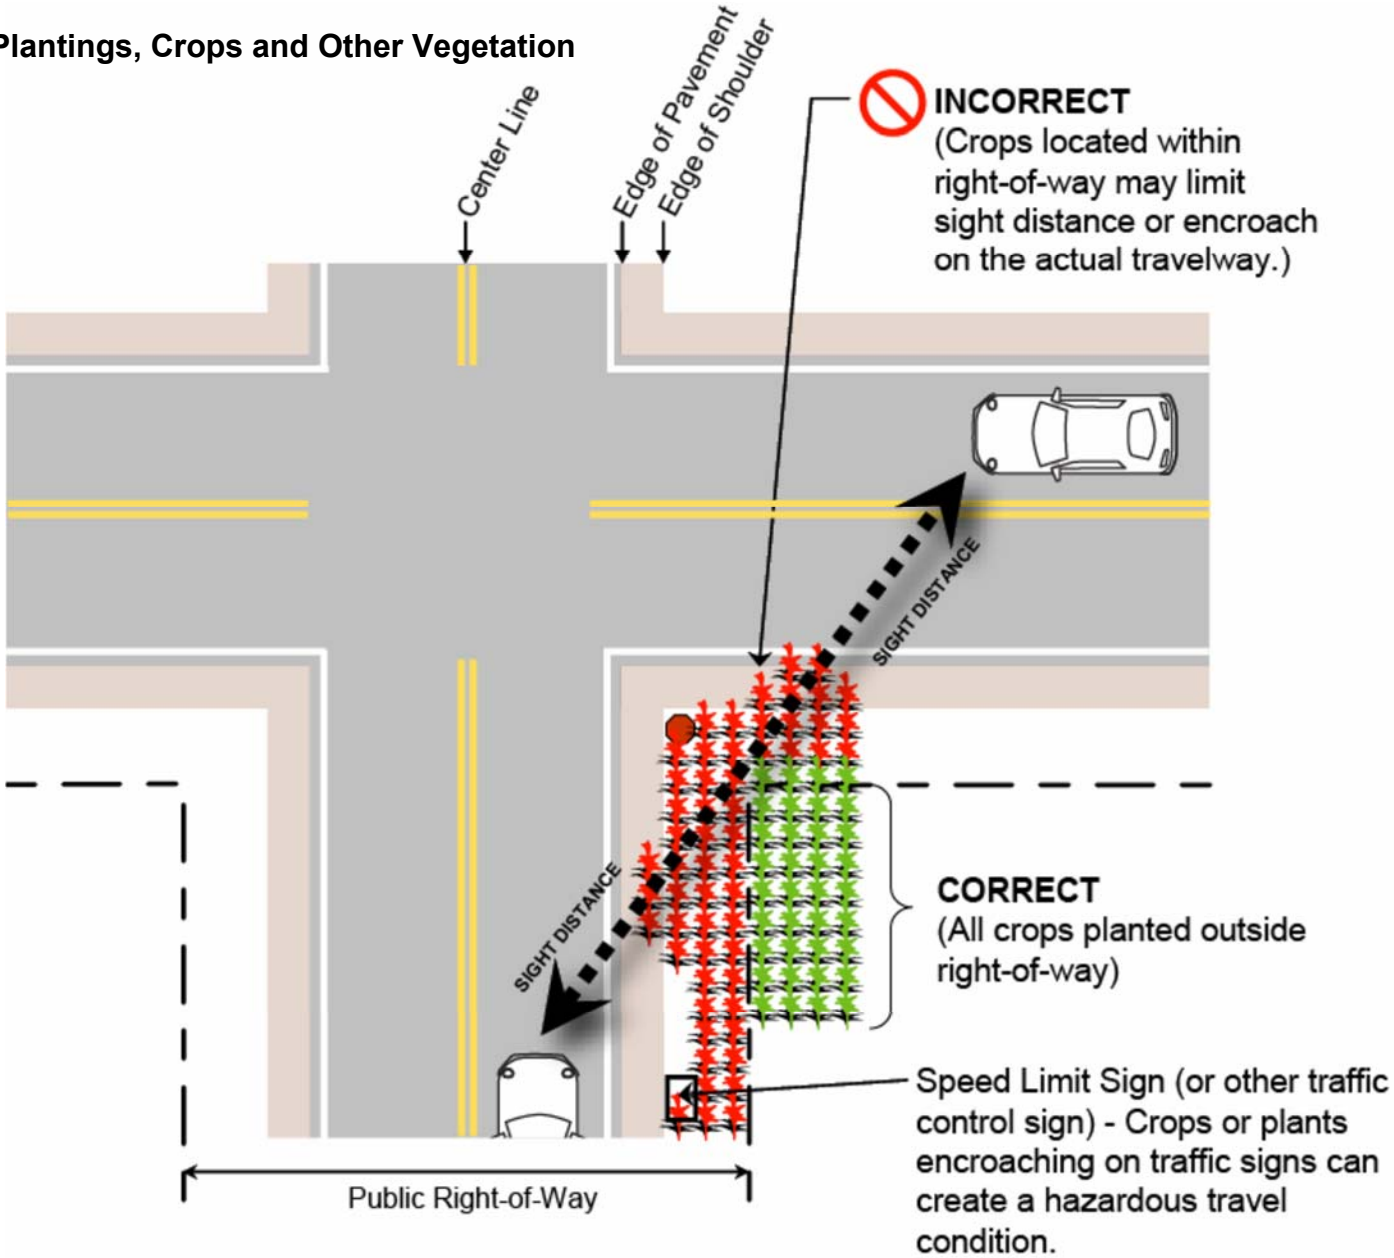 Plantings, Crops and Other Vegetation
Center Line
Edge of Pavement
Edge of Shoulder
INCORRECT
(Crops located within
right-of-way may limit
sight distance or encroach
on the actual travelway.)
SIGHT DISTANCE
SIGHT DISTANCE
CORRECT
(All crops planted outside
right-of-way)
Speed Limit Sign (or other traffic
control sign) - Crops or plants
encroaching on traffic signs can
create a hazardous travel
condition.
Public Right-of-Way